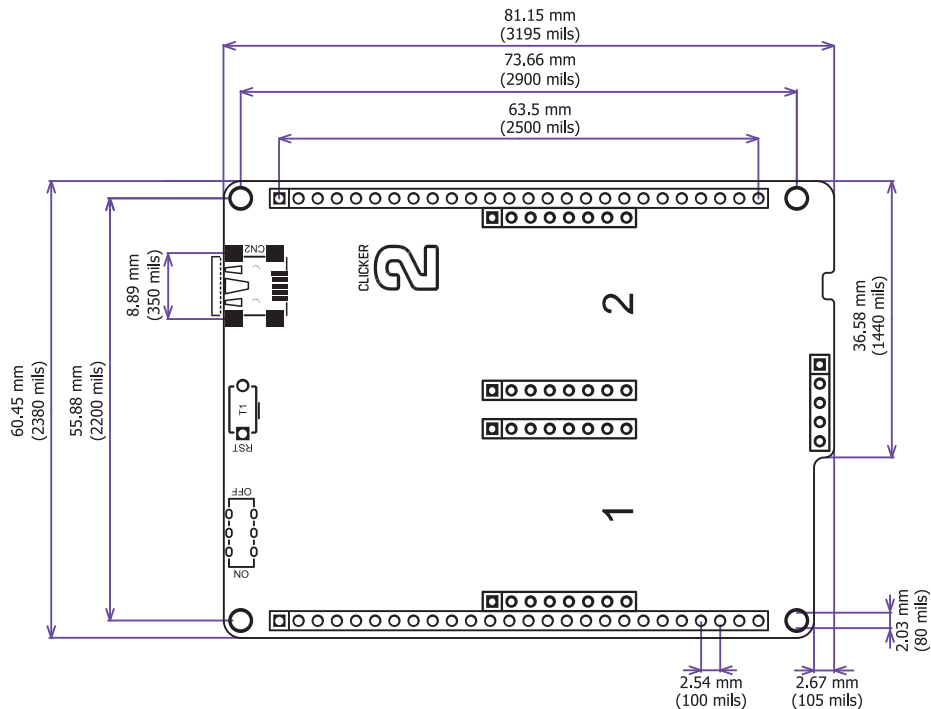 81.15 mm
(3195 mils)
73.66 mm
(2900 mils)
63.5 mm
(2500 mils)
CN2
CLICKER
2
8.89 mm
(350 mils)
2
36.58 mm
(1440 mils)
60.45 mm
(2380 mils)
55.88 mm
(2200 mils)
T1
RST
OFF
1
ON
2.03 mm
(80 mils)
2.54 mm
(100 mils)
2.67 mm
(105 mils)